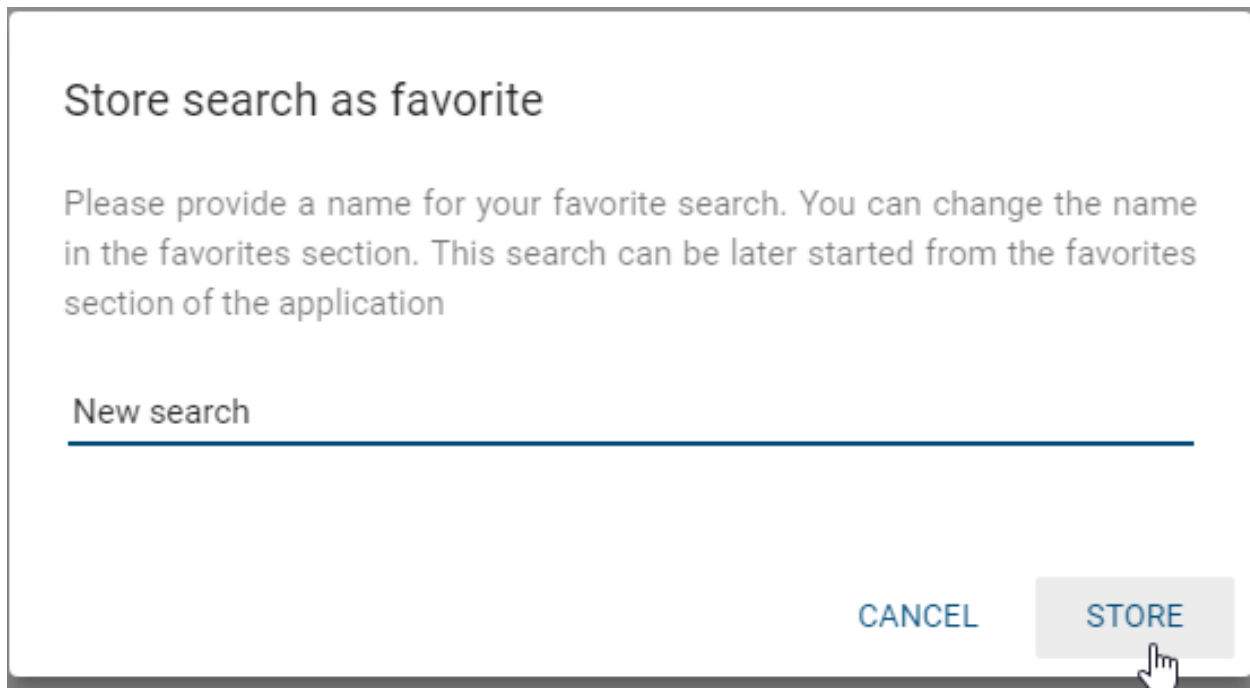 Store search as favorite
Please provide a name for your favorite search. You can change the name
in the favorites section. This search can be later started from the favorites
section of the application
New search
CANCEL STORE